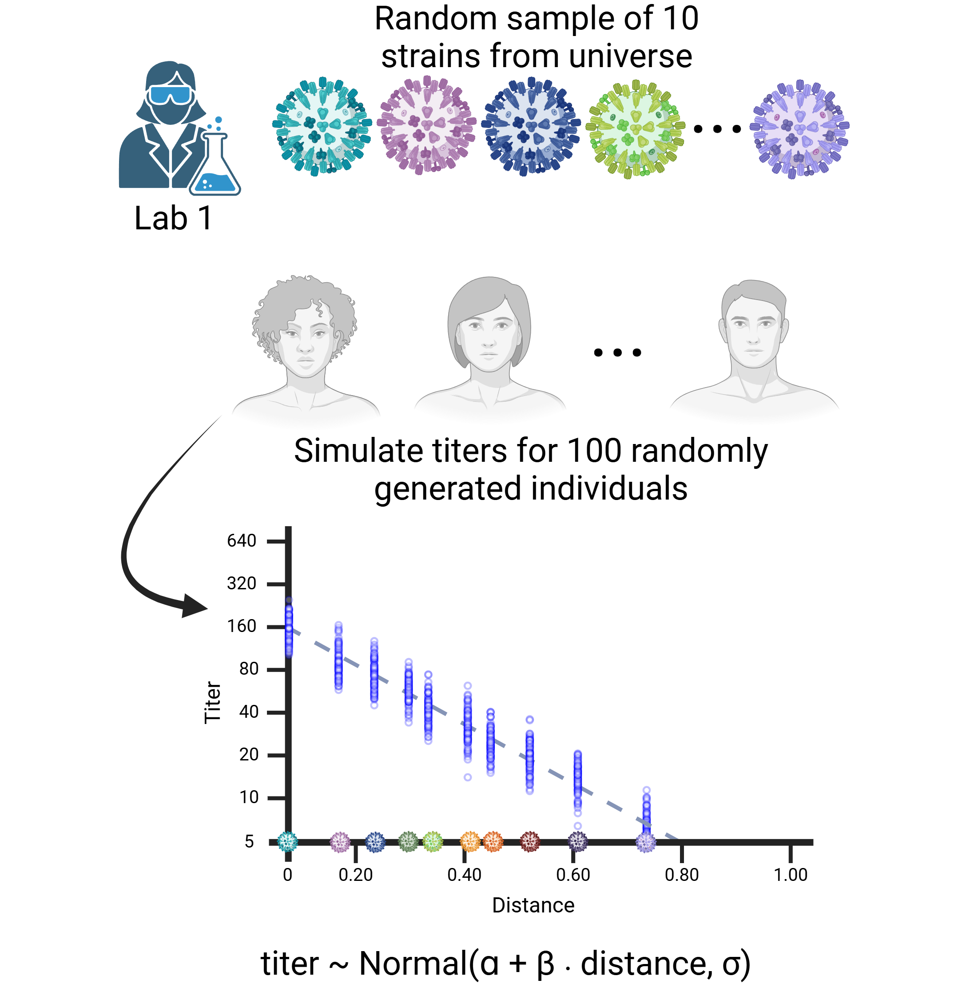 Random sample of 10
strains from universe
Lab 1
Simulate titers for 100 randomly
generated individuals
640
320
160
80
40
20
10
5
Titer
0
0.20
0.40
0.60
0.80
1.00
Distance
titer ~ Normal(α + β · distance, σ)